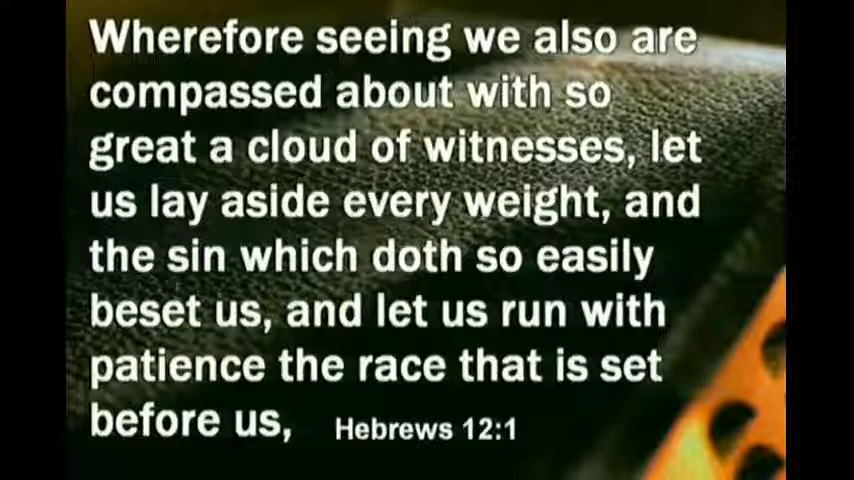 Wherefore seeing we also are
compassed about with so
great a cloud of witnesses, let
us lay aside every weight, and
the sin which doth so easily
beset us, and let us run with
patience the race that is set
before us, Hebrews 12:1